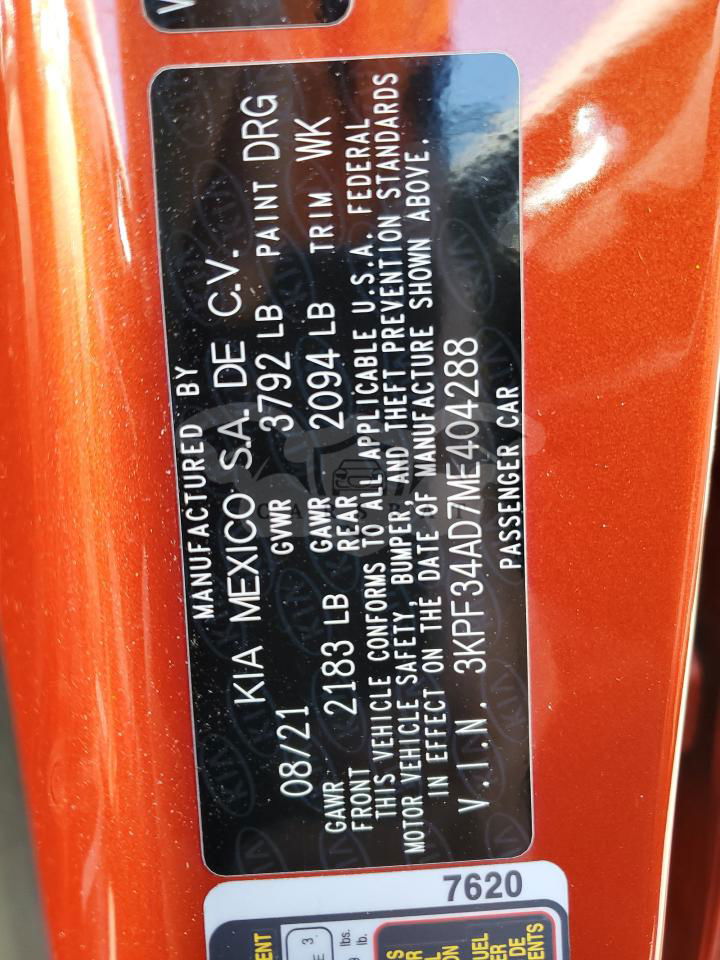 MANUFACTURED BY
KIA MEXICO S.A. DE C.V.
08/21 GVWR 3792 LB PAINT DRG
GAWR FRONT 2183 LB GAWR REAR 2094 LB TRIM WK
THIS VEHICLE CONFORMS TO ALL APPLICABLE U.S.A. FEDERAL
MOTOR VEHICLE SAFETY, BUMPER, AND THEFT PREVENTION STANDARDS
IN EFFECT ON THE DATE OF MANUFACTURE SHOWN ABOVE.
V.I.N. 3KPF34AD7ME404288
PASSENGER CAR
7620